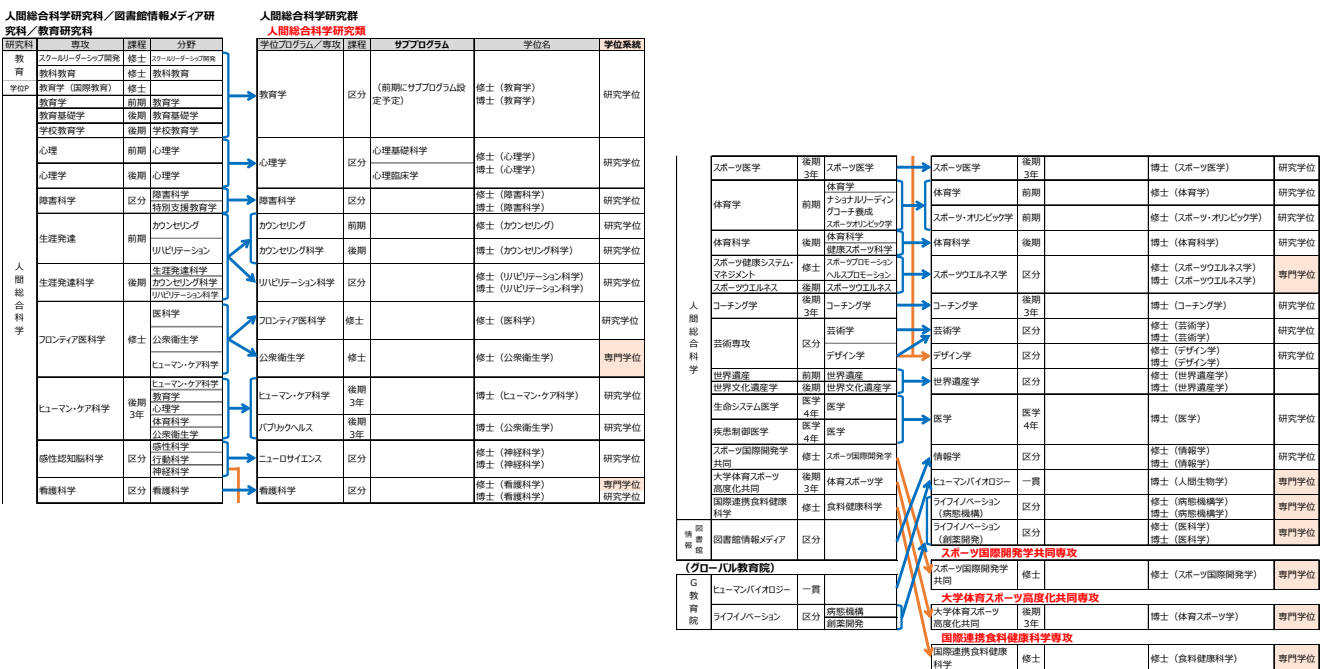 人間総合科学研究科／図書館情報メディア研
究科／教育研究科
研究科 専攻 課程 分野
教育
スクールリーダーシップ開発 修士 スクールリーダーシップ開発
教科教育 修士 教科教育
学位P 教育学（国際教育） 修士
人間総合科学
教育学 前期 教育学
教育基礎学 後期 教育基礎学
学校教育学 後期 学校教育学
心理 前期 心理学
心理学 後期 心理学
障害科学 区分 障害科学
特別支援教育学
生涯発達 前期 カウンセリング
リハビリテーション
生涯発達科学 後期 生涯発達科学
カウンセリング科学
リハビリテーション科学
フロンティア医科学 修士 医科学
公衆衛生学
ヒューマン・ケア科学
ヒューマン・ケア科学 後期
3年 ヒューマン・ケア科学
教育学
心理学
体育科学
公衆衛生学
感性認知脳科学 区分 感性科学
行動科学
神経科学
看護科学 区分 看護科学
人間総合科学研究群
人間総合科学研究類
学位プログラム／専攻 課程 サブプログラム 学位名 学位系統
教育学 区分 （前期にサブプログラム設
定予定） 修士（教育学）
博士（教育学） 研究学位
心理学 区分 心理基礎科学
心理臨床学 修士（心理学）
博士（心理学） 研究学位
障害科学 区分 修士（障害科学）
博士（障害科学） 研究学位
カウンセリング 前期 修士（カウンセリング） 研究学位
カウンセリング科学 後期 博士（カウンセリング科学） 研究学位
リハビリテーション科学 区分 修士（リハビリテーション科学）
博士（リハビリテーション科学） 研究学位
フロンティア医科学 修士 修士（医科学） 研究学位
公衆衛生学 修士 修士（公衆衛生学） 専門学位
ヒューマン・ケア科学 後期
3年 博士（ヒューマン・ケア科学） 研究学位
パブリックヘルス 後期
3年 博士（公衆衛生学） 研究学位
ニューロサイエンス 区分 修士（神経科学）
博士（神経科学） 研究学位
看護科学 区分 修士（看護科学） 専門学位
博士（看護科学） 研究学位
人間総合科学
スポーツ医学 後期
3年 スポーツ医学
体育学 前期 体育学
ナショナルリーディン
グコーチ養成
スポーツオリンピック学
体育科学 後期 体育科学
健康スポーツ科学
スポーツ健康システム・
マネジメント 修士 スポーツプロモーション
ヘルスプロモーション
スポーツウエルネス 後期 スポーツウエルネス
コーチング学 後期
3年 コーチング学
芸術専攻 区分 芸術学
デザイン学
世界遺産 前期 世界遺産
世界文化遺産学 後期 世界文化遺産学
生命システム医学 医学
4年 医学
疾患制御医学 医学
4年 医学
スポーツ国際開発学
共同 修士 スポーツ国際開発学
大学体育スポーツ
高度化共同 後期
3年 体育スポーツ学
国際連携食料健康
科学 修士 食料健康科学
図書館
情報
図書館情報メディア 区分
（グローバル教育院）
G教育院
ヒューマンバイオロジー 一貫
ライフイノベーション 区分 病態機構
創薬開発
スポーツ医学 後期
3年 博士（スポーツ医学） 研究学位
体育学 前期 修士（体育学） 研究学位
スポーツ・オリンピック学 前期 修士（スポーツ・オリンピック学） 研究学位
体育科学 後期 博士（体育科学） 研究学位
スポーツウエルネス学 区分 修士（スポーツウエルネス学）
博士（スポーツウエルネス学） 専門学位
コーチング学 後期
3年 博士（コーチング学） 研究学位
芸術学 区分 修士（芸術学）
博士（芸術学） 研究学位
デザイン学 区分 修士（デザイン学）
博士（デザイン学） 研究学位
世界遺産学 区分 修士（世界遺産学）
博士（世界遺産学）
医学 医学
4年 博士（医学） 研究学位
情報学 区分 修士（情報学）
博士（情報学） 研究学位
ヒューマンバイオロジー 一貫 博士（人間生物学） 専門学位
ライフイノベーション
（病態機構） 区分 修士（病態機構学）
博士（病態機構学） 専門学位
ライフイノベーション
（創薬開発） 区分 修士（医科学）
博士（医科学） 専門学位
スポーツ国際開発学共同専攻
スポーツ国際開発学
共同 修士 修士（スポーツ国際開発学） 専門学位
大学体育スポーツ高度化共同専攻
大学体育スポーツ
高度化共同 後期
3年 博士（体育スポーツ学） 専門学位
国際連携食料健康科学専攻
国際連携食料健康
科学 修士 修士（食料健康科学） 専門学位